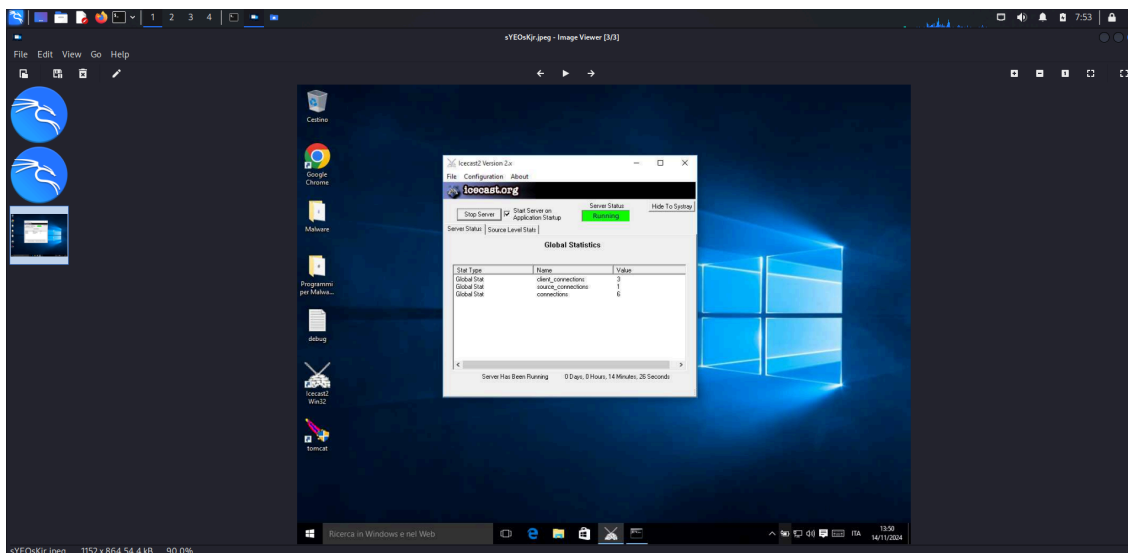 1 2 3 4
7:53
sYEOsKjr.jpeg - Image Viewer [3/3]
File Edit View Go Help
Cestino
Google
Chrome
Malware
Programmi
per Malwa...
debug
Icecast2
Win32
tomcat
Icecast2 Version 2.x
File Configuration About
icecast.org
Stop Server
Start Server on
Application Startup
Server Status
Running
Hide To Systray
Server Status Source Level Stats
Global Statistics
Stat Type Name Value
Global Stat client_connections 3
Global Stat source_connections 1
Global Stat connections 6
Server Has Been Running 0 Days, 0 Hours, 14 Minutes, 26 Seconds
Ricerca in Windows e nel Web
ITA
13:50
14/11/2024
sYEOsKjr.jpeg 1152 x 864 54.4 kB 90.0%